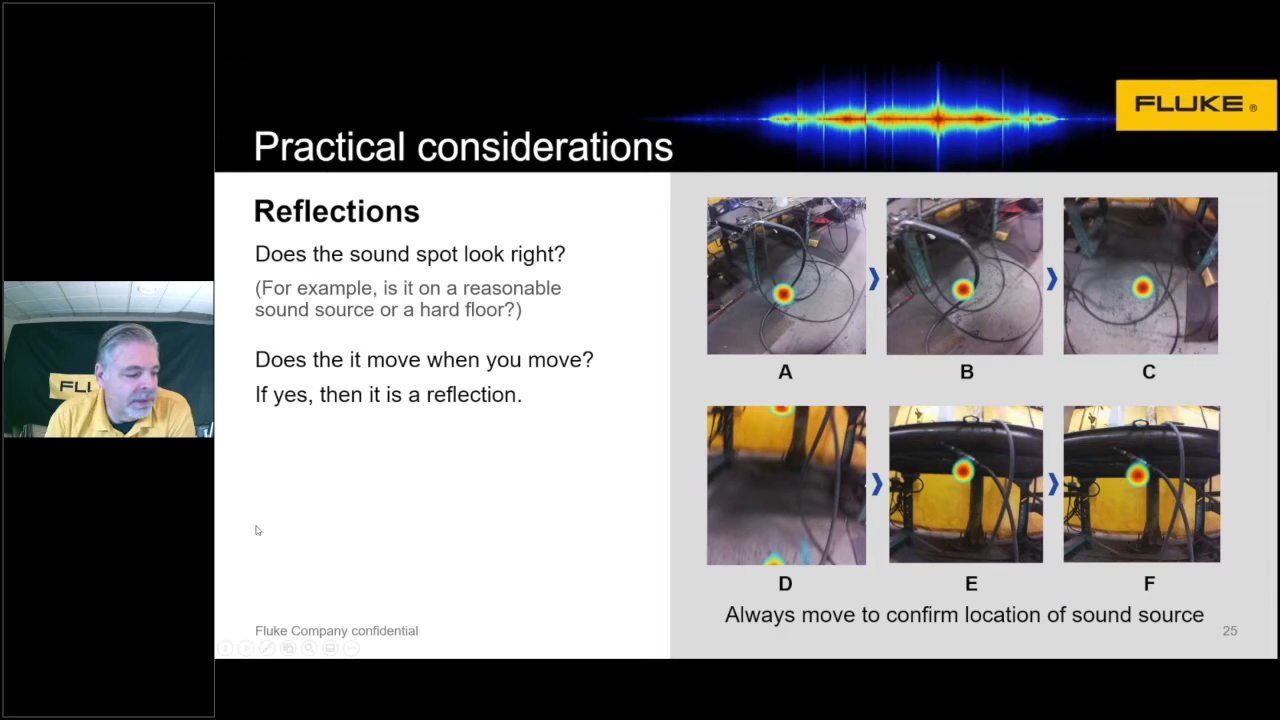 FLUKE ®
Practical considerations
Reflections
Does the sound spot look right?
(For example, is it on a reasonable
sound source or a hard floor?)
Does the it move when you move?
If yes, then it is a reflection.
A
B
C
D
E
F
Always move to confirm location of sound source
Fluke Company confidential
25
FLU